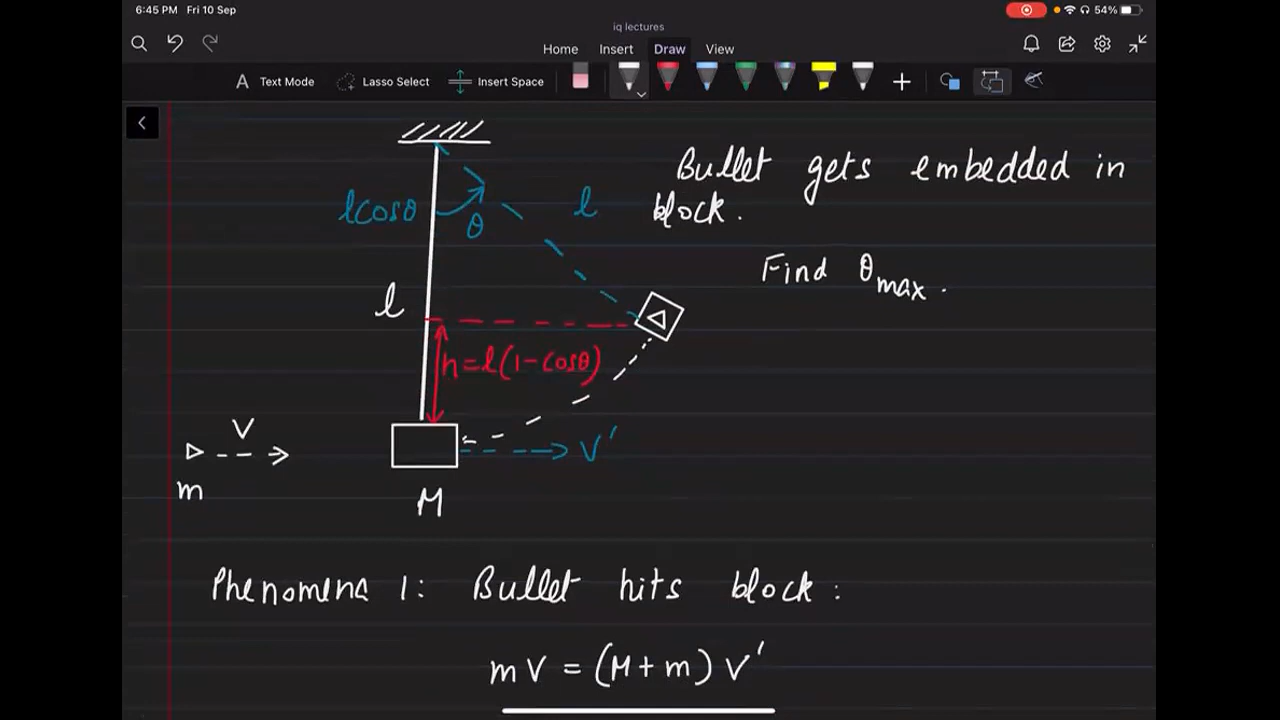 6:45 PM Fri 10 Sep
54%
iq lectures
Home Insert Draw View
A Text Mode Lasso Select Insert Space
Bullet gets embedded in
block.
Find θmax.
lcosθ
θ
l
l
h=l(1-cosθ)
V
m
V'
M
Phenomena 1: Bullet hits block:
mV = (M+m) V'